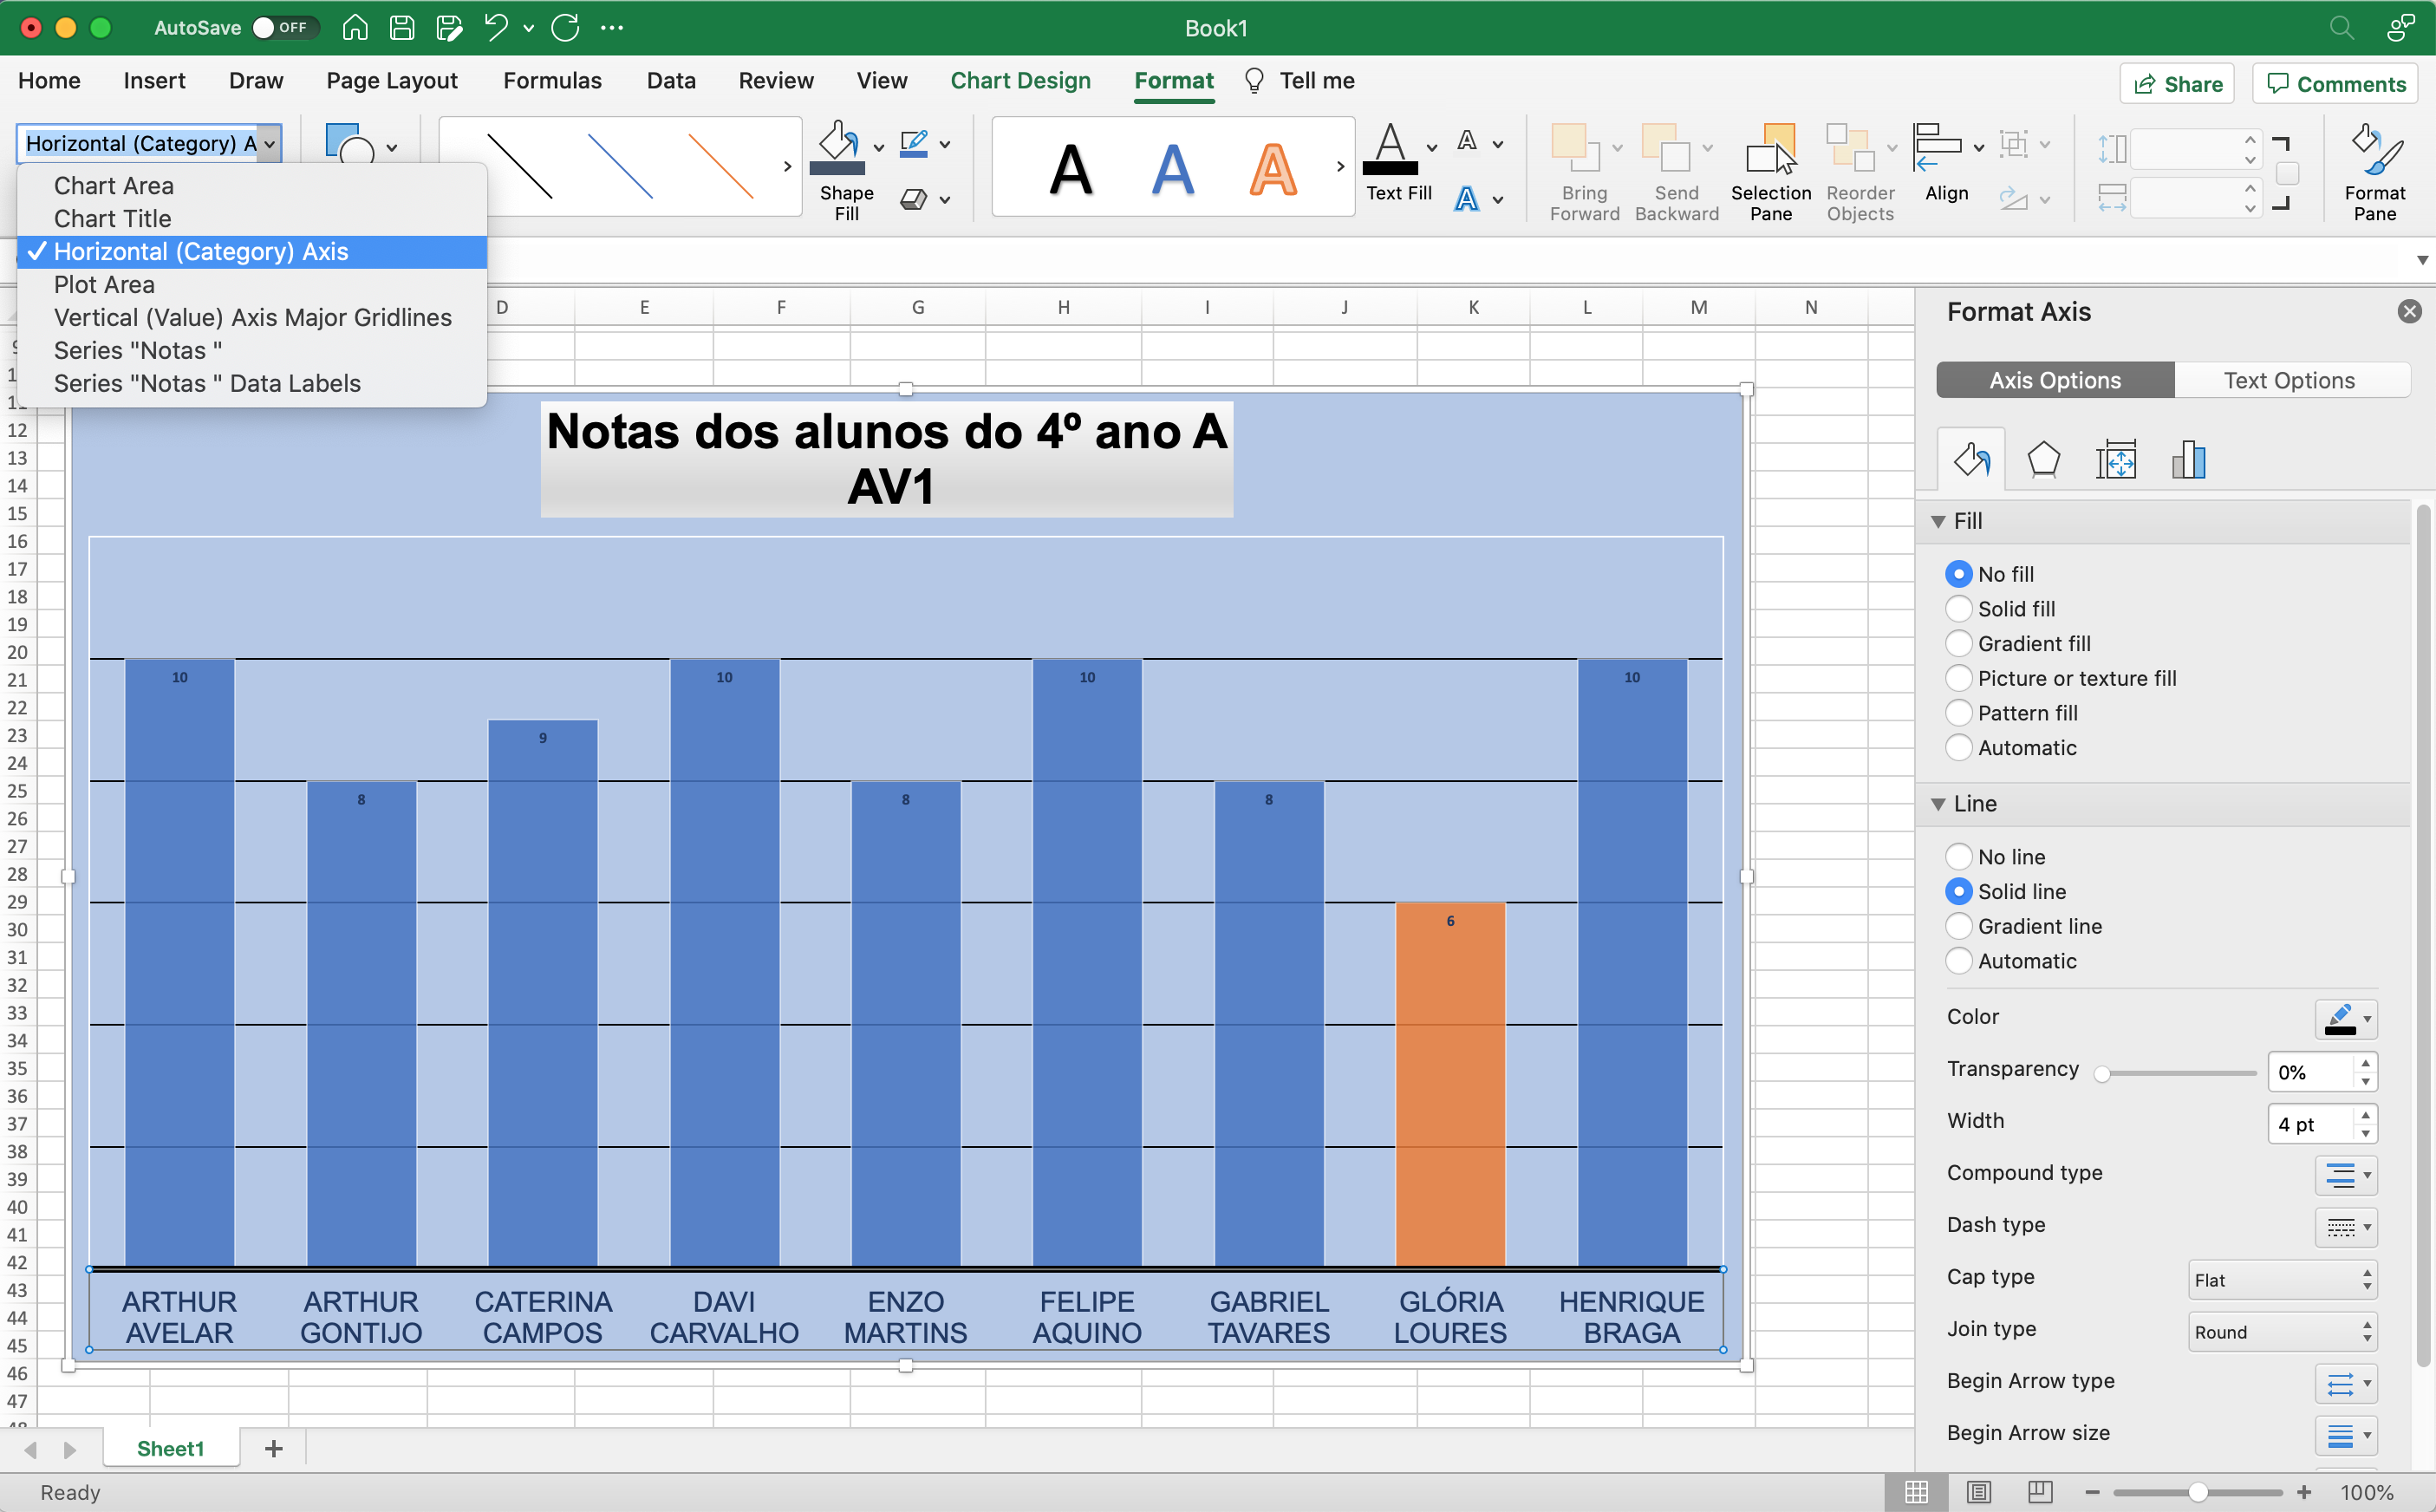 AutoSave OFF
Book1
Home Insert Draw Page Layout Formulas Data Review View Chart Design Format Tell me
Share Comments
Horizontal (Category) A
Chart Area
Chart Title
✓ Horizontal (Category) Axis
Plot Area
Vertical (Value) Axis Major Gridlines
Series "Notas "
Series "Notas " Data Labels
A A A
Shape Fill
Text Fill
Bring Forward
Send Backward
Selection Pane
Reorder Objects
Align
Format Pane
D E F G H I J K L M N
12
13
14
15
16
17
18
19
20
21
22
23
24
25
26
27
28
29
30
31
32
33
34
35
36
37
38
39
40
41
42
43
44
45
46
47
Notas dos alunos do 4º ano A
AV1
10 8 9 10 8 10 8 6 10
ARTHUR AVELAR
ARTHUR GONTIJO
CATERINA CAMPOS
DAVI CARVALHO
ENZO MARTINS
FELIPE AQUINO
GABRIEL TAVARES
GLÓRIA LOURES
HENRIQUE BRAGA
Format Axis
Axis Options Text Options
Fill
No fill
Solid fill
Gradient fill
Picture or texture fill
Pattern fill
Automatic
Line
No line
Solid line
Gradient line
Automatic
Color
Transparency 0%
Width 4 pt
Compound type
Dash type
Cap type Flat
Join type Round
Begin Arrow type
Begin Arrow size
Sheet1 +
Ready
100%